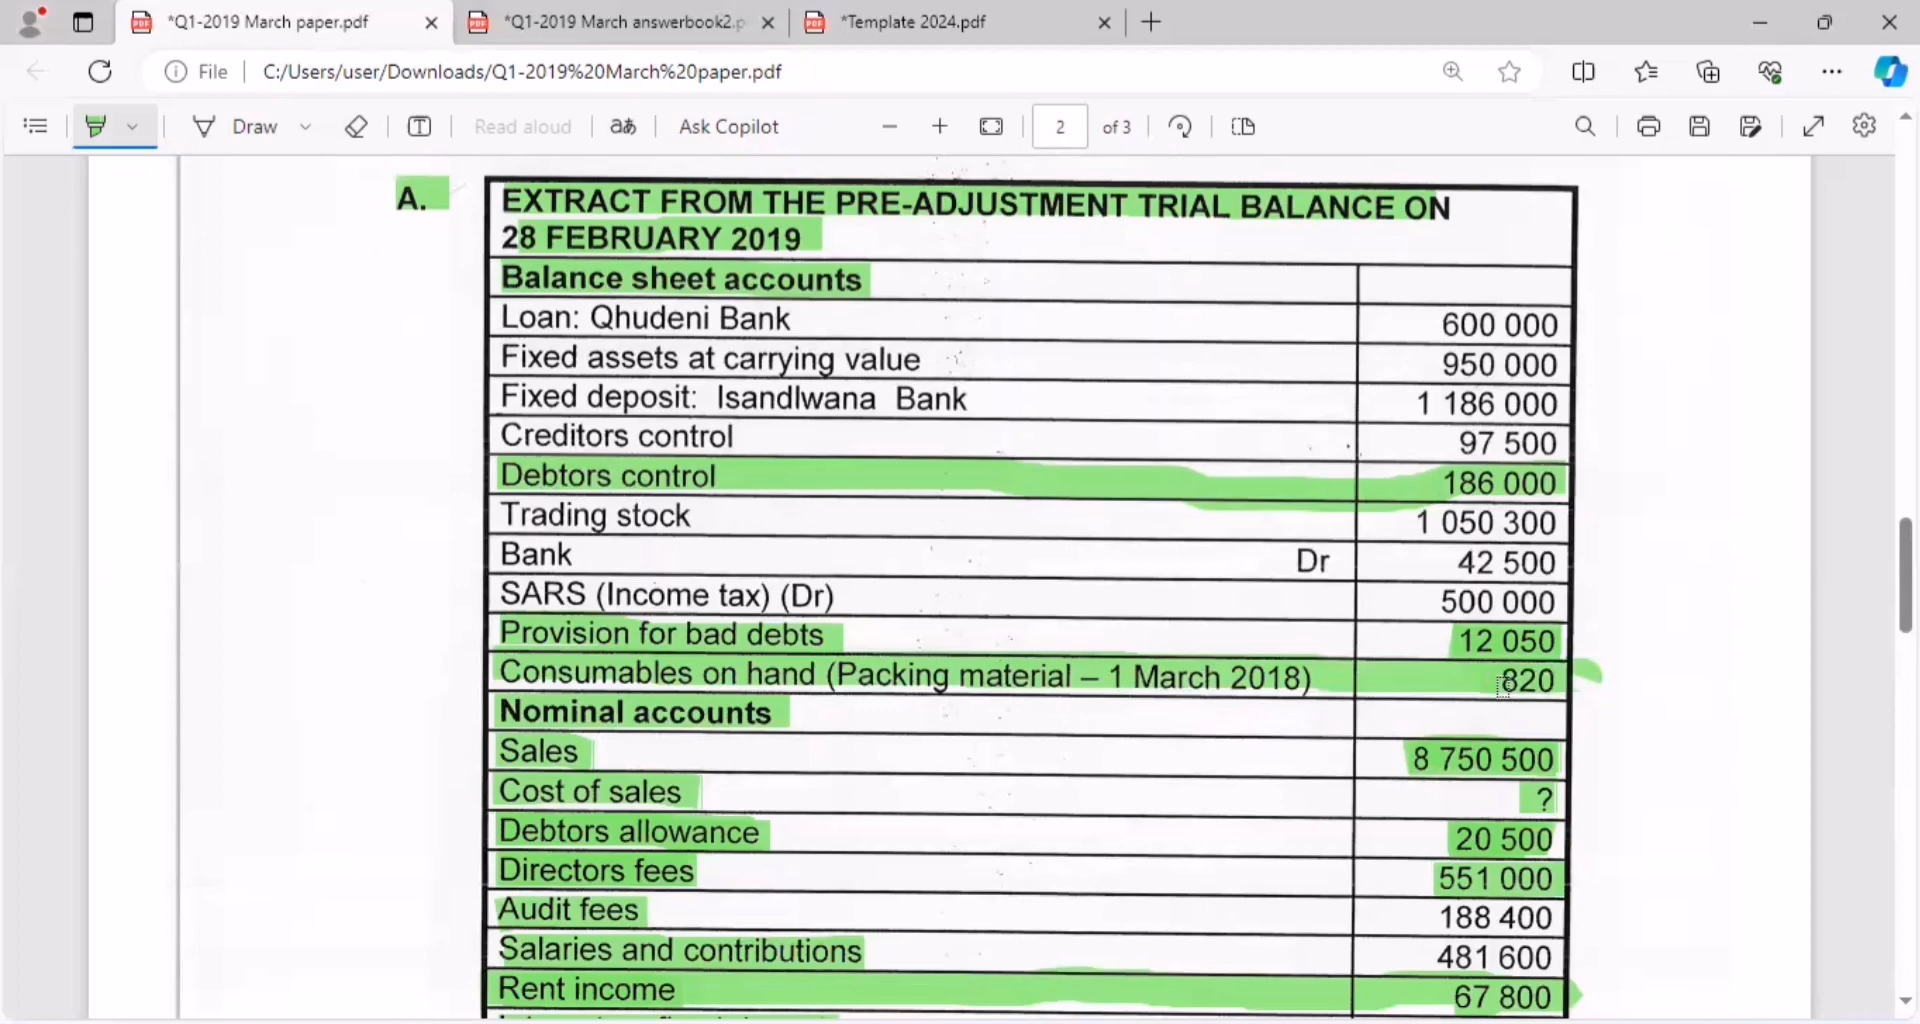 *Q1-2019 March paper.pdf
*Q1-2019 March answerbook2.p
*Template 2024.pdf
File
C:/Users/user/Downloads/Q1-2019%20March%20paper.pdf
Draw
Read aloud
aあ
Ask Copilot
2 of 3
A.
EXTRACT FROM THE PRE-ADJUSTMENT TRIAL BALANCE ON
28 FEBRUARY 2019
Balance sheet accounts
Loan: Qhudeni Bank 600 000
Fixed assets at carrying value 950 000
Fixed deposit: Isandlwana Bank 1 186 000
Creditors control 97 500
Debtors control 186 000
Trading stock 1 050 300
Bank Dr 42 500
SARS (Income tax) (Dr) 500 000
Provision for bad debts 12 050
Consumables on hand (Packing material – 1 March 2018) 820
Nominal accounts
Sales 8 750 500
Cost of sales ?
Debtors allowance 20 500
Directors fees 551 000
Audit fees 188 400
Salaries and contributions 481 600
Rent income 67 800